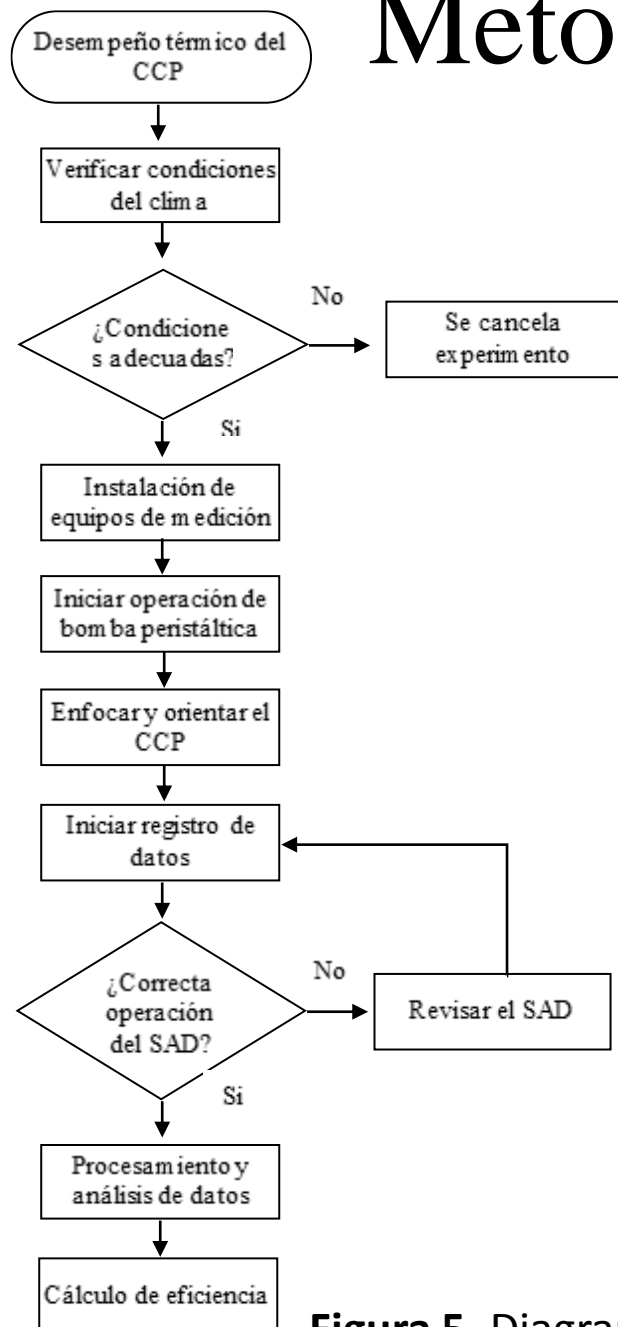 Meto
Desempeño térmico del
CCP
Verificar condiciones
del clima
¿Condicione
s adecuadas?
No
Se cancela
experimento
Si
Instalación de
equipos de medición
Iniciar operación de
bomba peristáltica
Enfocar y orientar el
CCP
Iniciar registro de
datos
¿Correcta
operación
del SAD?
No
Revisar el SAD
Si
Procesamiento y
análisis de datos
Cálculo de eficiencia
Figura 5. Diagra